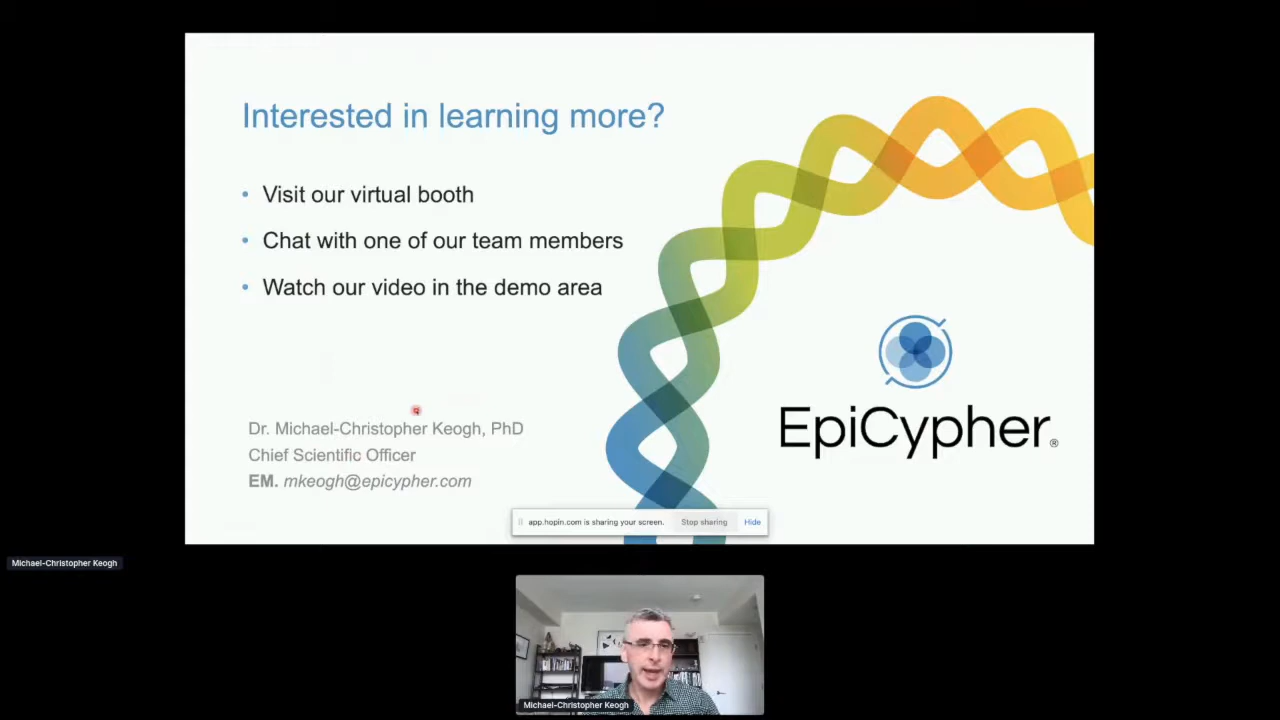 Interested in learning more?
• Visit our virtual booth
• Chat with one of our team members
• Watch our video in the demo area
Dr. Michael-Christopher Keogh, PhD
Chief Scientific Officer
EM. mkeogh@epicypher.com
EpiCypher®
app.hopin.com is sharing your screen. Stop sharing Hide
Michael-Christopher Keogh
Michael-Christopher Keogh